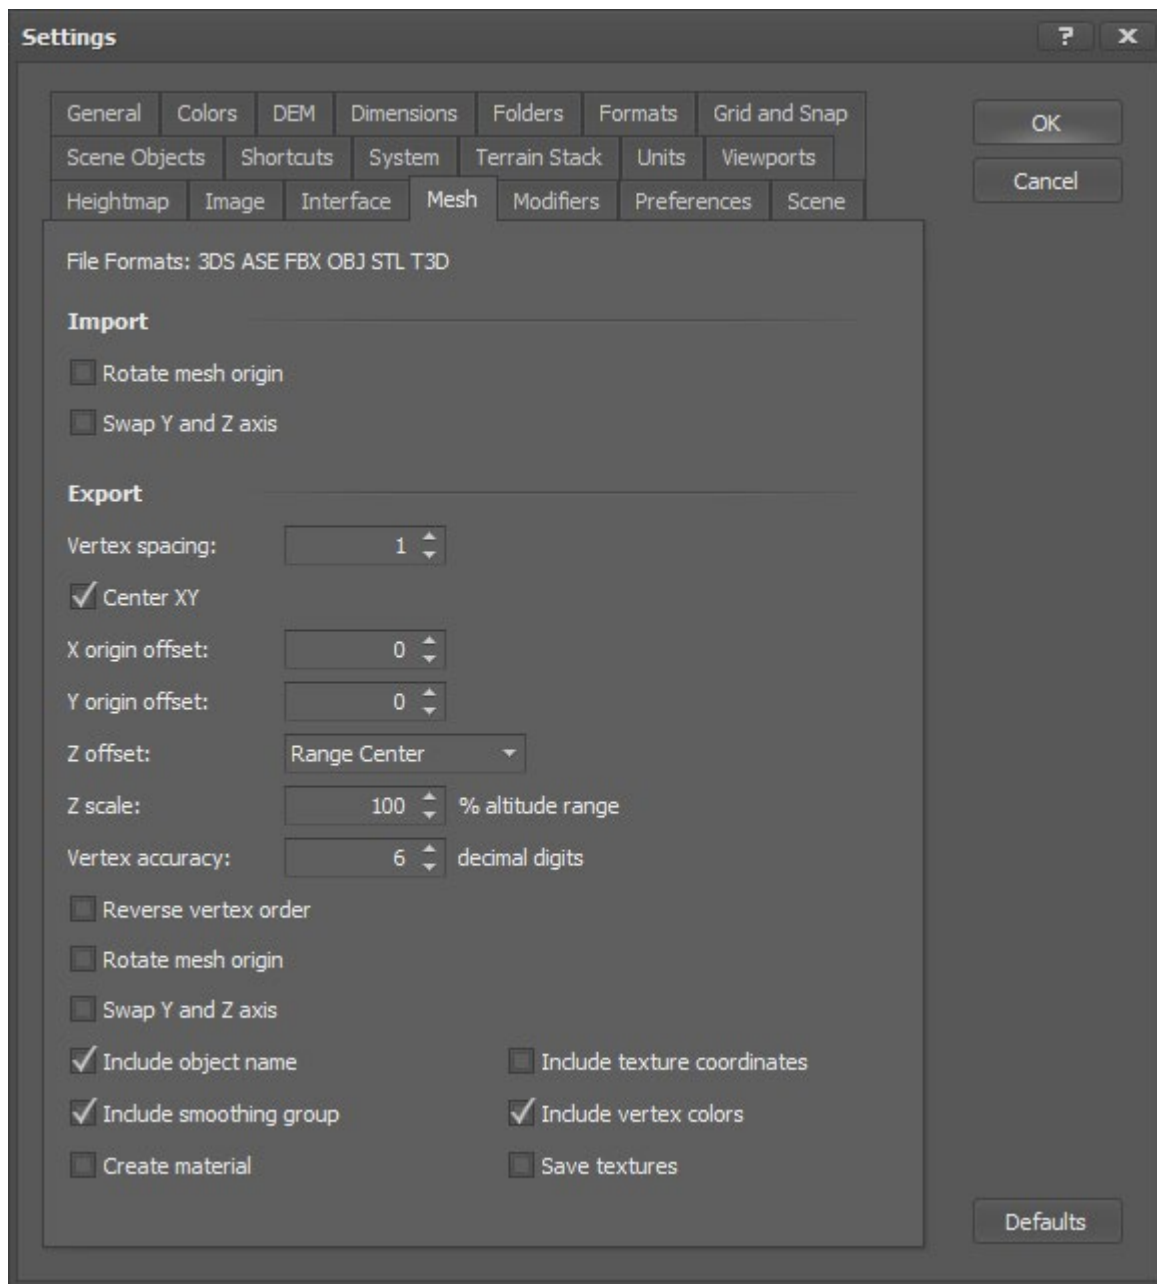 Settings
General Colors DEM Dimensions Folders Formats Grid and Snap
OK
Scene Objects Shortcuts System Terrain Stack Units Viewports
Cancel
Heightmap Image Interface Mesh Modifiers Preferences Scene
File Formats: 3DS ASE FBX OBJ STL T3D
Import
Rotate mesh origin
Swap Y and Z axis
Export
Vertex spacing: 1
Center XY
X origin offset: 0
Y origin offset: 0
Z offset: Range Center
Z scale: 100 % altitude range
Vertex accuracy: 6 decimal digits
Reverse vertex order
Rotate mesh origin
Swap Y and Z axis
Include object name Include texture coordinates
Include smoothing group Include vertex colors
Create material Save textures
Defaults